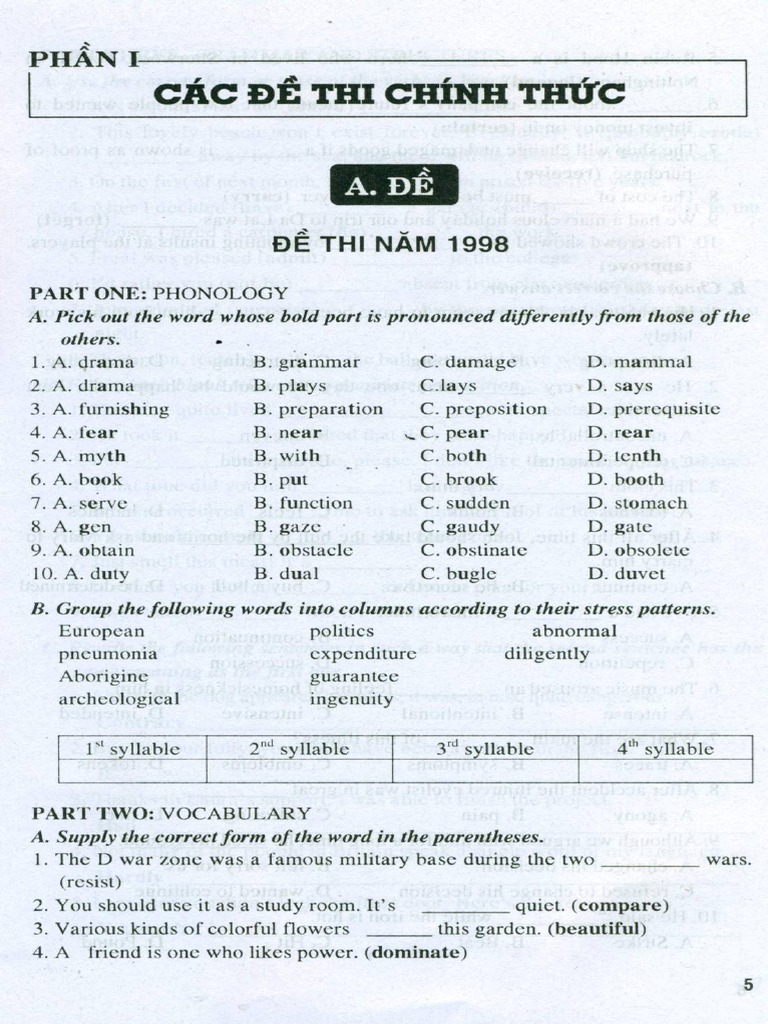 PHẦN I
CÁC ĐỀ THI CHÍNH THỨC
A. ĐỀ
ĐỀ THI NĂM 1998
PART ONE: PHONOLOGY
A. Pick out the word whose bold part is pronounced differently from those of the
others.
1. A. drama B. grammar C. damage D. mammal
2. A. drama B. plays C. lays D. says
3. A. furnishing B. preparation C. preposition D. prerequisite
4. A. fear B. near C. pear D. rear
5. A. myth B. with C. both D. tenth
6. A. book B. put C. brook D. booth
7. A. serve B. function C. sudden D. stomach
8. A. gen B. gaze C. gaudy D. gate
9. A. obtain B. obstacle C. obstinate D. obsolete
10. A. duty B. dual C. bugle D. duvet
B. Group the following words into columns according to their stress patterns.
European politics abnormal
pneumonia expenditure diligently
Aborigine guarantee
archeological ingenuity
1st syllable 2nd syllable 3rd syllable 4th syllable
PART TWO: VOCABULARY
A. Supply the correct form of the word in the parentheses.
1. The D war zone was a famous military base during the two ________ wars.
(resist)
2. You should use it as a study room. It's ________ quiet. (compare)
3. Various kinds of colorful flowers ______ this garden. (beautiful)
4. A friend is one who likes power. (dominate)
5